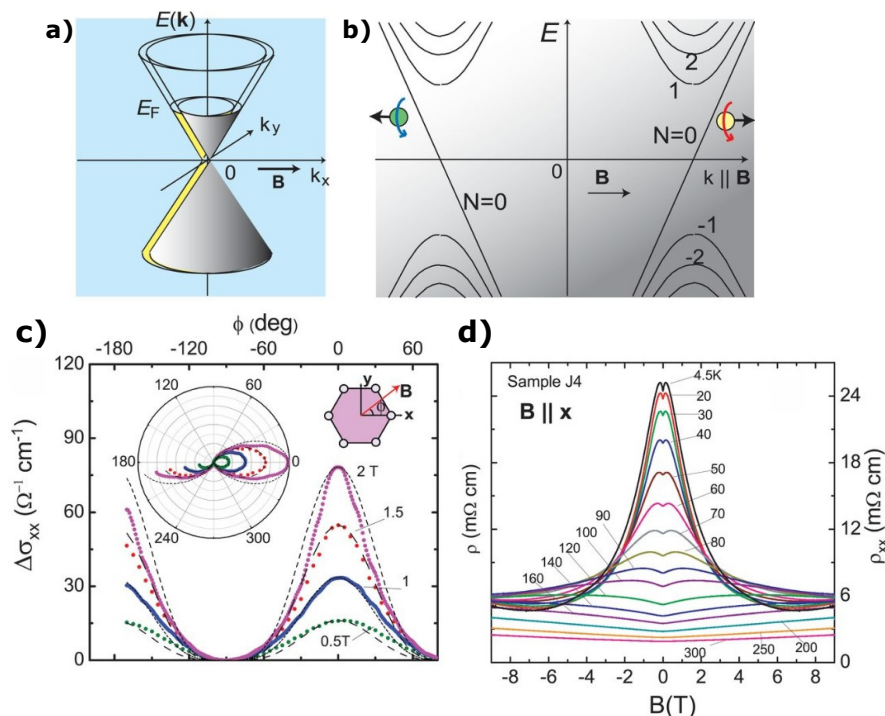 a)
E(k)
E_F
k_y
0
B
k_x
b)
E
2
1
N=0
0
B
k || B
N=0
-1
-2
c)
ϕ (deg)
-170 -120 -60 0 60
120
90
60
30
0
Δσ_xx (Ω⁻¹ cm⁻¹)
120 60
180 0
240 300
y
B
ϕ
x
2 T
1.5
1
0.5T
d)
Sample J4
B || x
4.5K
20
30
40
50
60
70
80
90
100
120
140
160
200
250
300
24
18
12
6
0
ρ (mΩ cm)
ρ_xx (mΩ cm)
-8 -6 -4 -2 0 2 4 6 8
B(T)